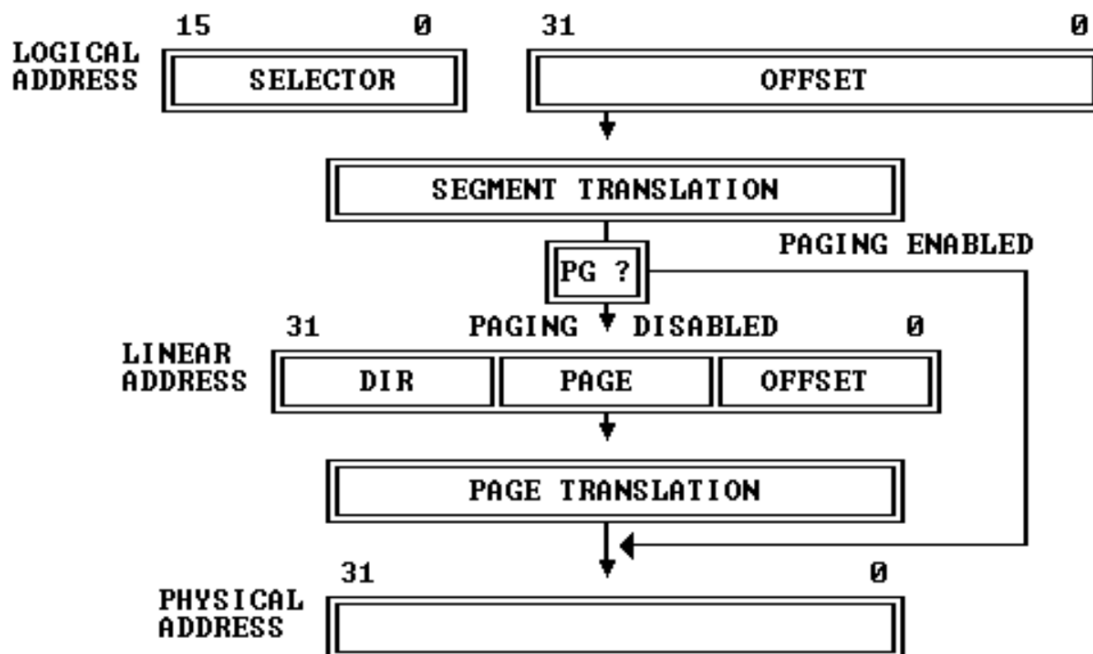 15 0 31 0
LOGICAL
ADDRESS
SELECTOR OFFSET
SEGMENT TRANSLATION
PAGING ENABLED
PG ?
31 PAGING DISABLED 0
LINEAR
ADDRESS
DIR PAGE OFFSET
PAGE TRANSLATION
31 0
PHYSICAL
ADDRESS